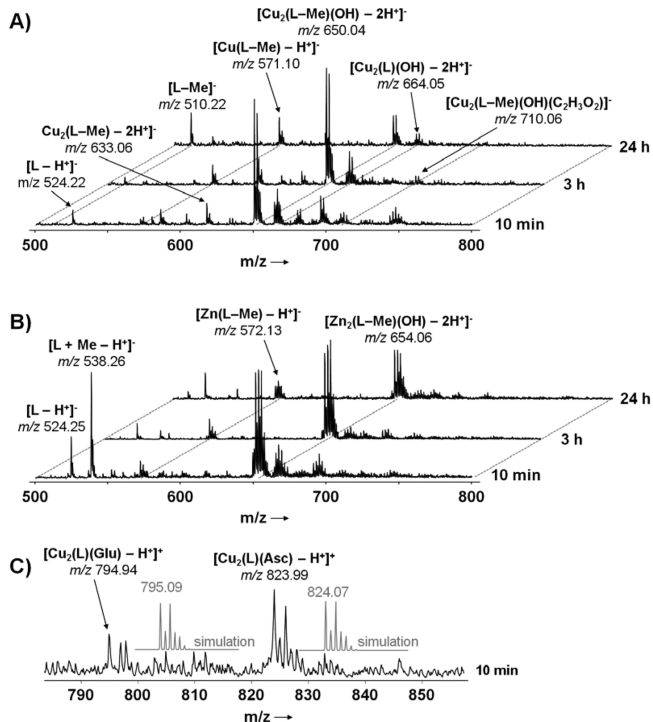 A)
[Cu₂(L–Me)(OH) – 2H⁺]⁻
m/z 650.04
[Cu(L–Me) – H⁺]⁻
m/z 571.10
[Cu₂(L)(OH) – 2H⁺]⁻
m/z 664.05
[L–Me]⁻
m/z 510.22
[Cu₂(L–Me)(OH)(C₂H₃O₂)]⁻
m/z 710.06
Cu₂(L–Me) – 2H⁺]⁻
m/z 633.06
[L – H⁺]⁻
m/z 524.22
24 h
3 h
10 min
500 600 700 800
m/z →
B)
[Zn(L–Me) – H⁺]⁻
m/z 572.13
[Zn₂(L–Me)(OH) – 2H⁺]⁻
m/z 654.06
[L + Me – H⁺]⁻
m/z 538.26
[L – H⁺]⁻
m/z 524.25
24 h
3 h
10 min
500 600 700 800
m/z →
C)
[Cu₂(L)(Glu) – H⁺]⁺
m/z 794.94
[Cu₂(L)(Asc) – H⁺]⁺
m/z 823.99
795.09
824.07
simulation
simulation
10 min
790 800 810 820 830 840 850
m/z →